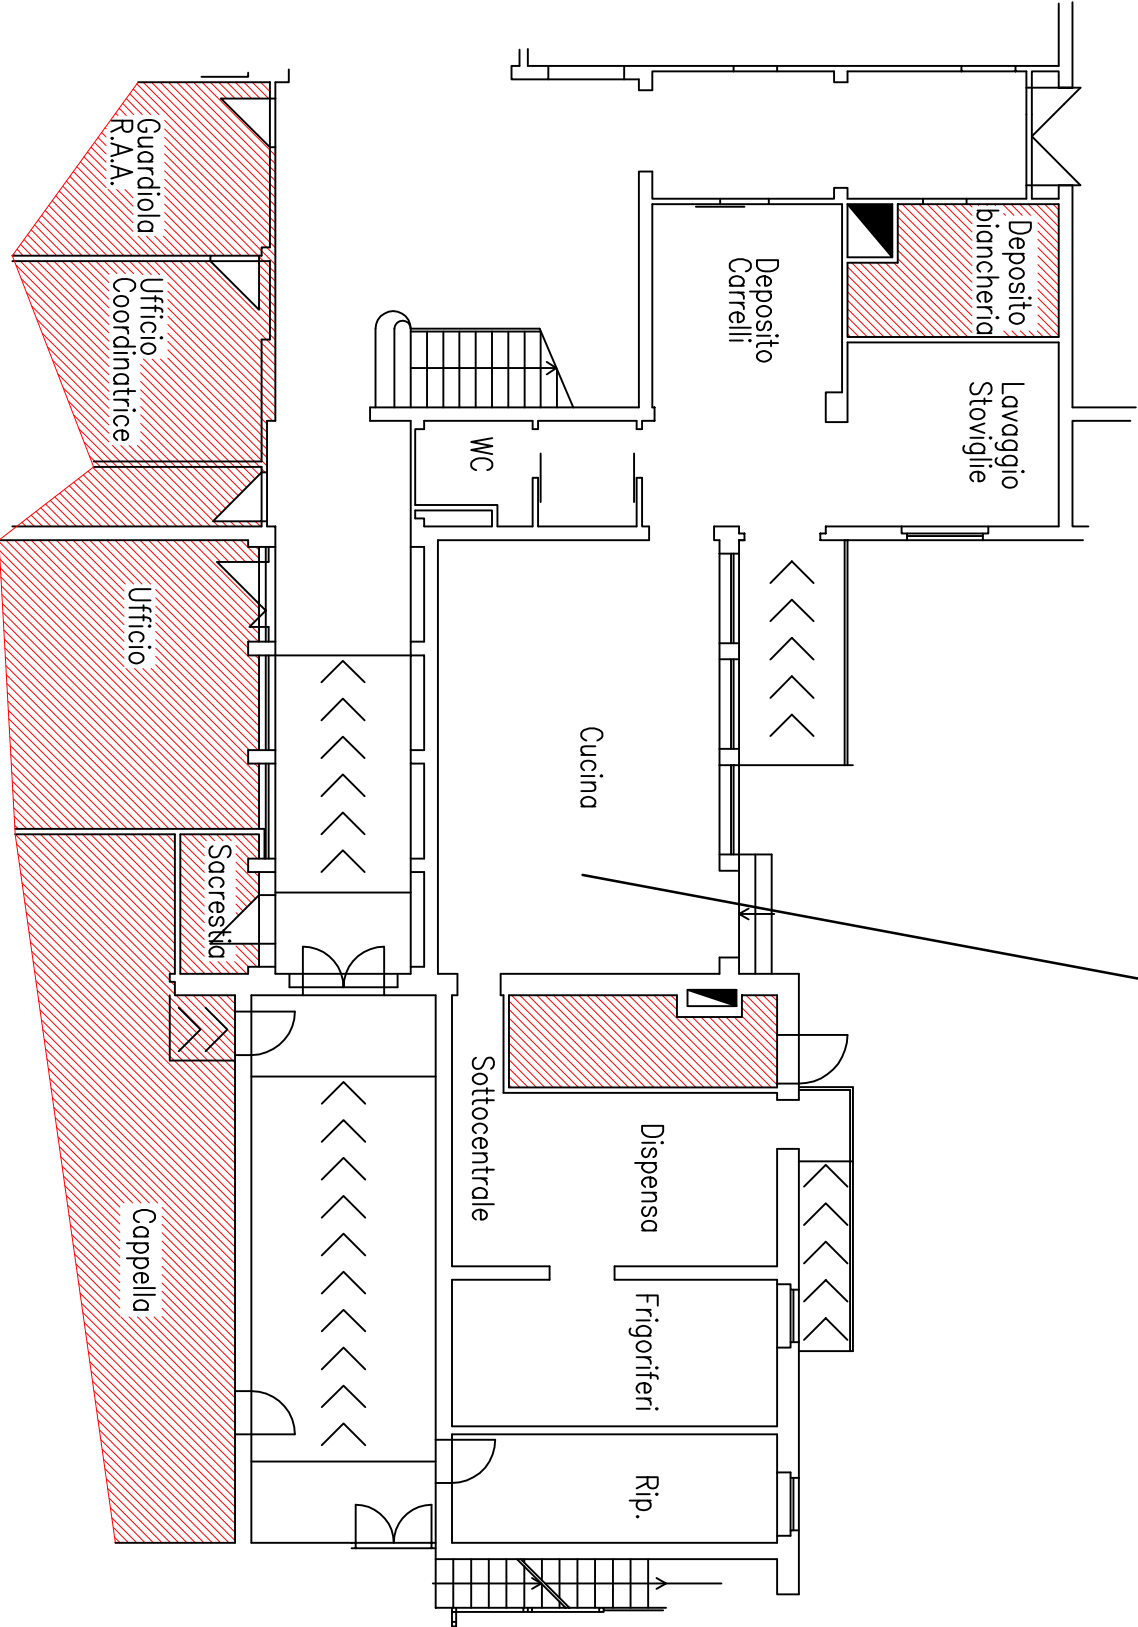 Guardiola
R.A.A.
Ufficio
Coordinatrice
Deposito
biancheria
Deposito
Carrelli
Lavaggio
Stoviglie
WC
Ufficio
Cucina
Sacrestia
Sottocentrale
Dispensa
Cappella
Frigoriferi
Rip.